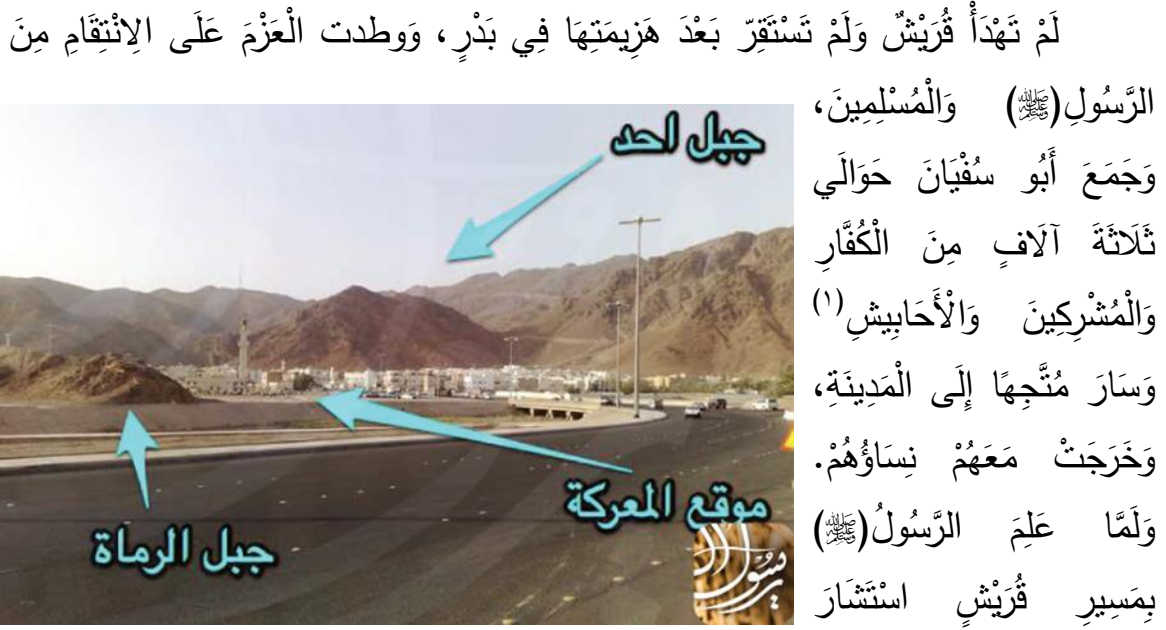 لَمْ تَهْدَأْ قُرَيْشٌ وَلَمْ تَسْتَقِرّ بَعْدَ هَزِيمَتِهَا فِي بَدْرٍ، وَوطدت الْعَزْمَ عَلَى الِانْتِقَامِ مِنَ
الرَّسُولِ(ﷺ) وَالْمُسْلِمِينَ،
وَجَمَعَ أَبُو سُفْيَانَ حَوَالَي
ثَلَاثَةَ آلَافٍ مِنَ الْكُفَّارِ
وَالْمُشْرِكِينَ وَالْأَحَابِيشِ(١)
وَسَارَ مُتَّجِهًا إِلَى الْمَدِينَةِ،
وَخَرَجَتْ مَعَهُمْ نِسَاؤُهُمْ.
وَلَمَّا عَلِمَ الرَّسُولُ(ﷺ)
بِمَسِيرِ قُرَيْشٍ اسْتَشَارَ
جبل احد
موقع المعركة
جبل الرماة